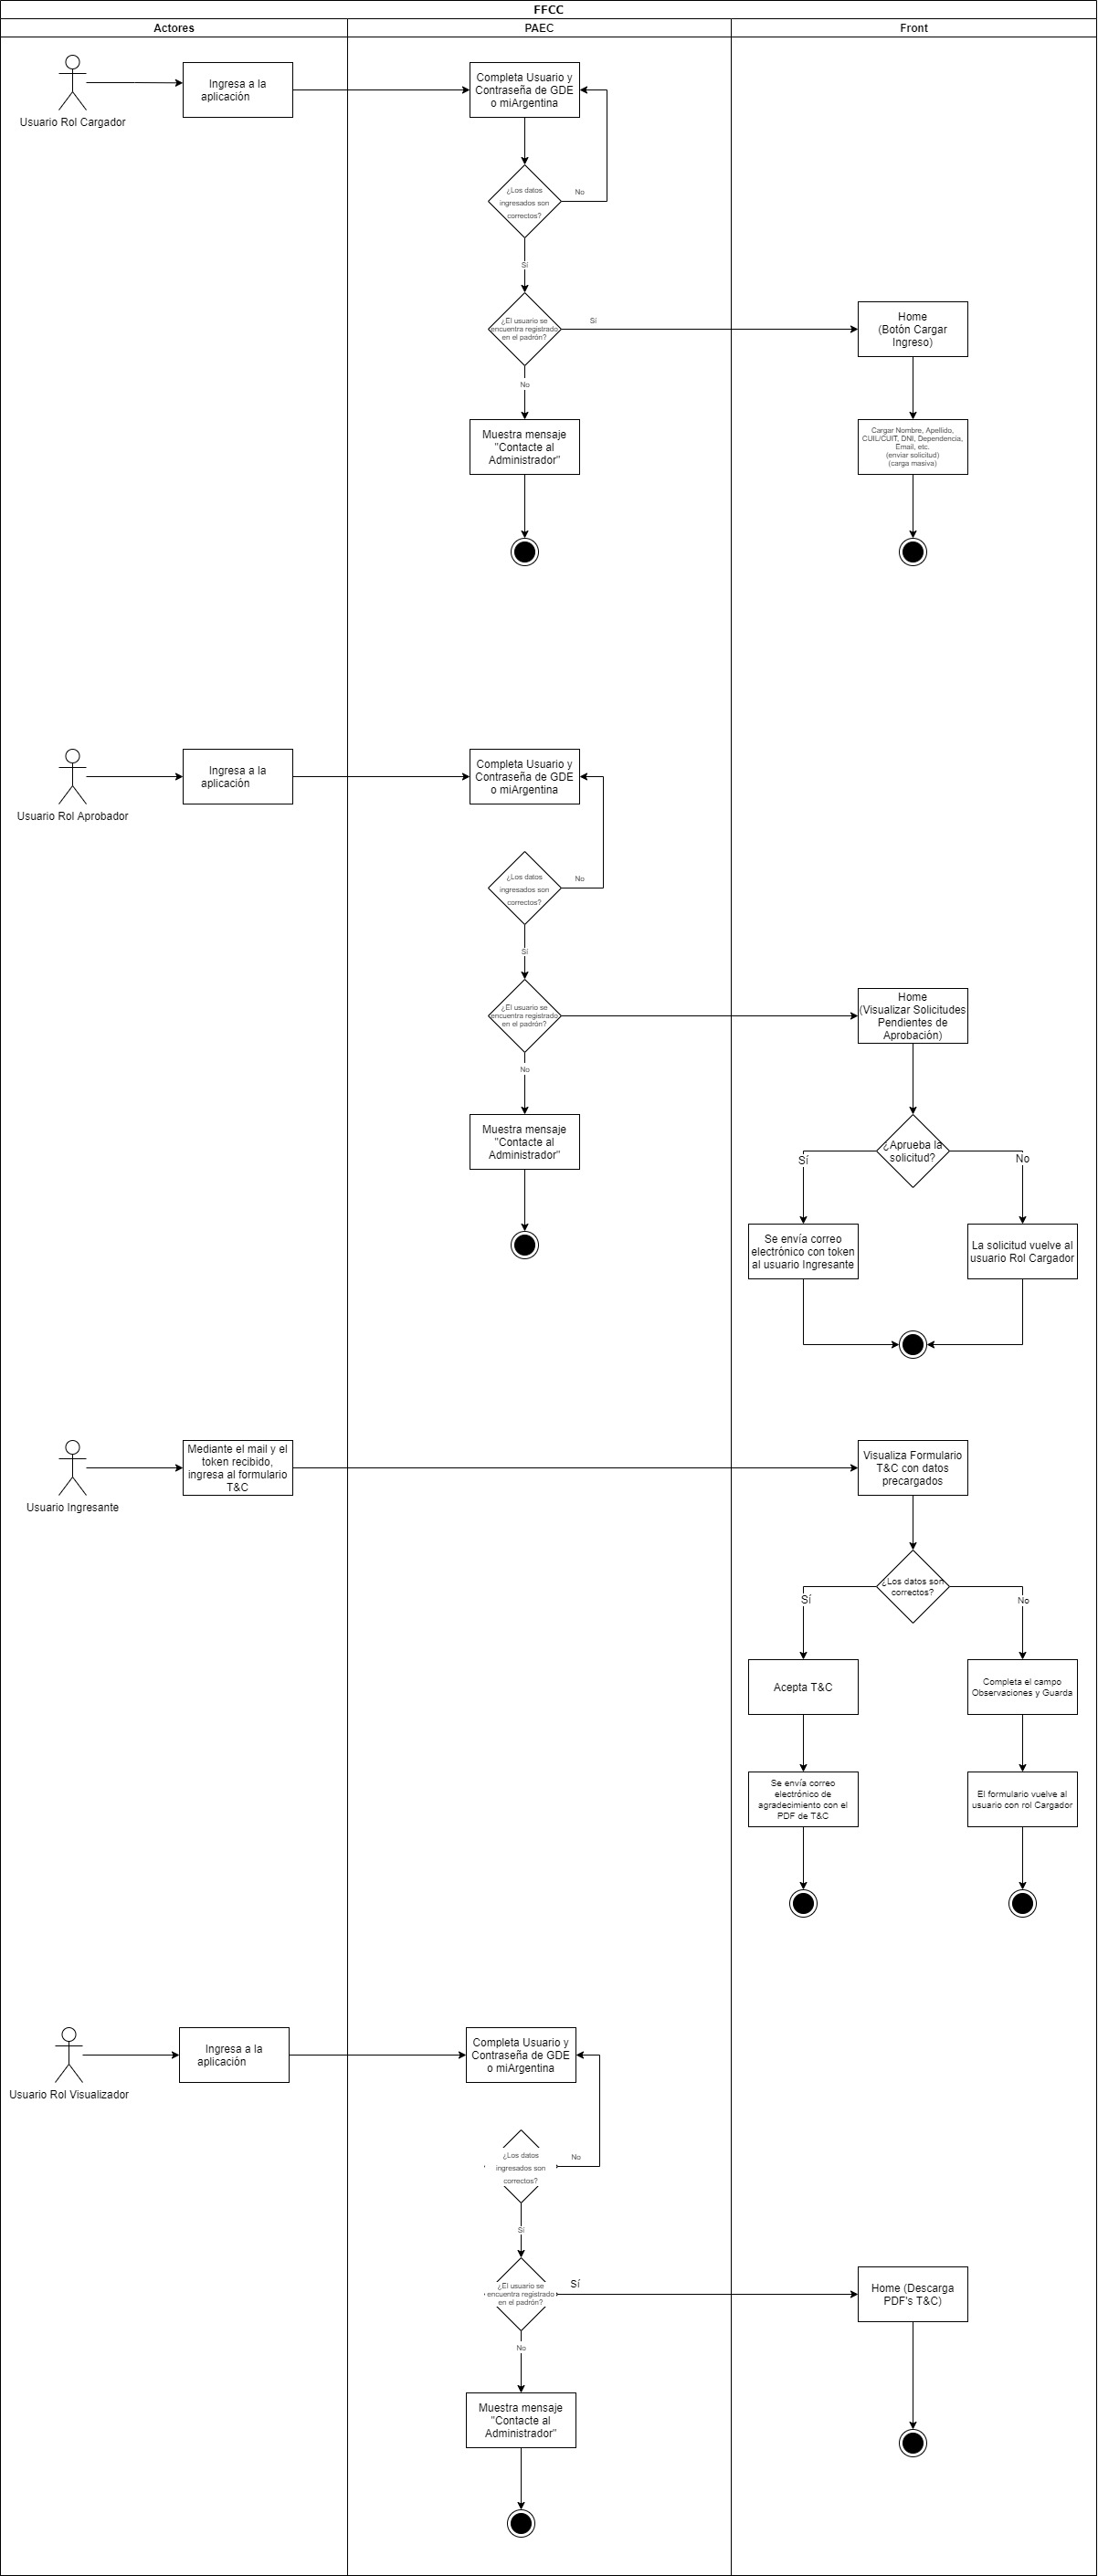 FFCC
Actores
PAEC
Front
Usuario Rol Cargador
Ingresa a la
aplicación
Completa Usuario y
Contraseña de GDE
o miArgentina
¿Los datos
ingresados son
correctos?
No
Sí
¿El usuario se
encuentra registrado
en el padrón?
Sí
No
Home
(Botón Cargar
Ingreso)
Muestra mensaje
"Contacte al
Administrador"
Cargar Nombre, Apellido,
CUIL/CUIT, DNI, Dependencia,
Email, etc.
(enviar solicitud)
(carga masiva)
Usuario Rol Aprobador
Ingresa a la
aplicación
Completa Usuario y
Contraseña de GDE
o miArgentina
¿Los datos
ingresados son
correctos?
No
Sí
¿El usuario se
encuentra registrado
en el padrón?
No
Home
(Visualizar Solicitudes
Pendientes de
Aprobación)
Muestra mensaje
"Contacte al
Administrador"
¿Aprueba la
solicitud?
Sí
No
Se envía correo
electrónico con token
al usuario Ingresante
La solicitud vuelve al
usuario Rol Cargador
Usuario Ingresante
Mediante el mail y el
token recibido,
ingresa al formulario
T&C
Visualiza Formulario
T&C con datos
precargados
¿Los datos son
correctos?
Sí
No
Acepta T&C
Completa el campo
Observaciones y Guarda
Se envía correo
electrónico de
agradecimiento con el
PDF de T&C
El formulario vuelve al
usuario con rol Cargador
Usuario Rol Visualizador
Ingresa a la
aplicación
Completa Usuario y
Contraseña de GDE
o miArgentina
¿Los datos
ingresados son
correctos?
No
Sí
¿El usuario se
encuentra registrado
en el padrón?
Sí
No
Home (Descarga
PDF's T&C)
Muestra mensaje
"Contacte al
Administrador"